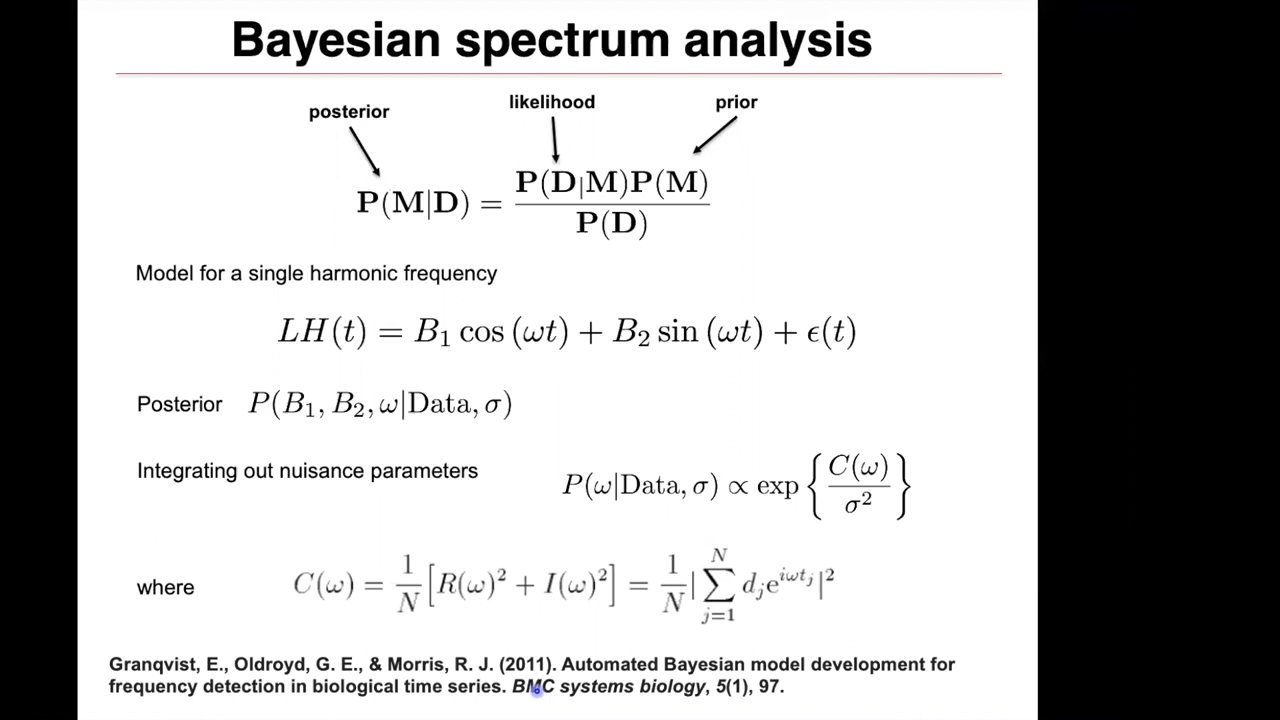 Bayesian spectrum analysis
posterior
likelihood
prior
P(M|D) = P(D|M)P(M) / P(D)
Model for a single harmonic frequency
LH(t) = B₁ cos (ωt) + B₂ sin (ωt) + ϵ(t)
Posterior P(B₁, B₂, ω|Data, σ)
Integrating out nuisance parameters P(ω|Data, σ) ∝ exp { C(ω) / σ² }
where C(ω) = 1/N [R(ω)² + I(ω)²] = 1/N |∑_{j=1}^{N} d_j e^{iωt_j}|²
Granqvist, E., Oldroyd, G. E., & Morris, R. J. (2011). Automated Bayesian model development for
frequency detection in biological time series. BMC systems biology, 5(1), 97.